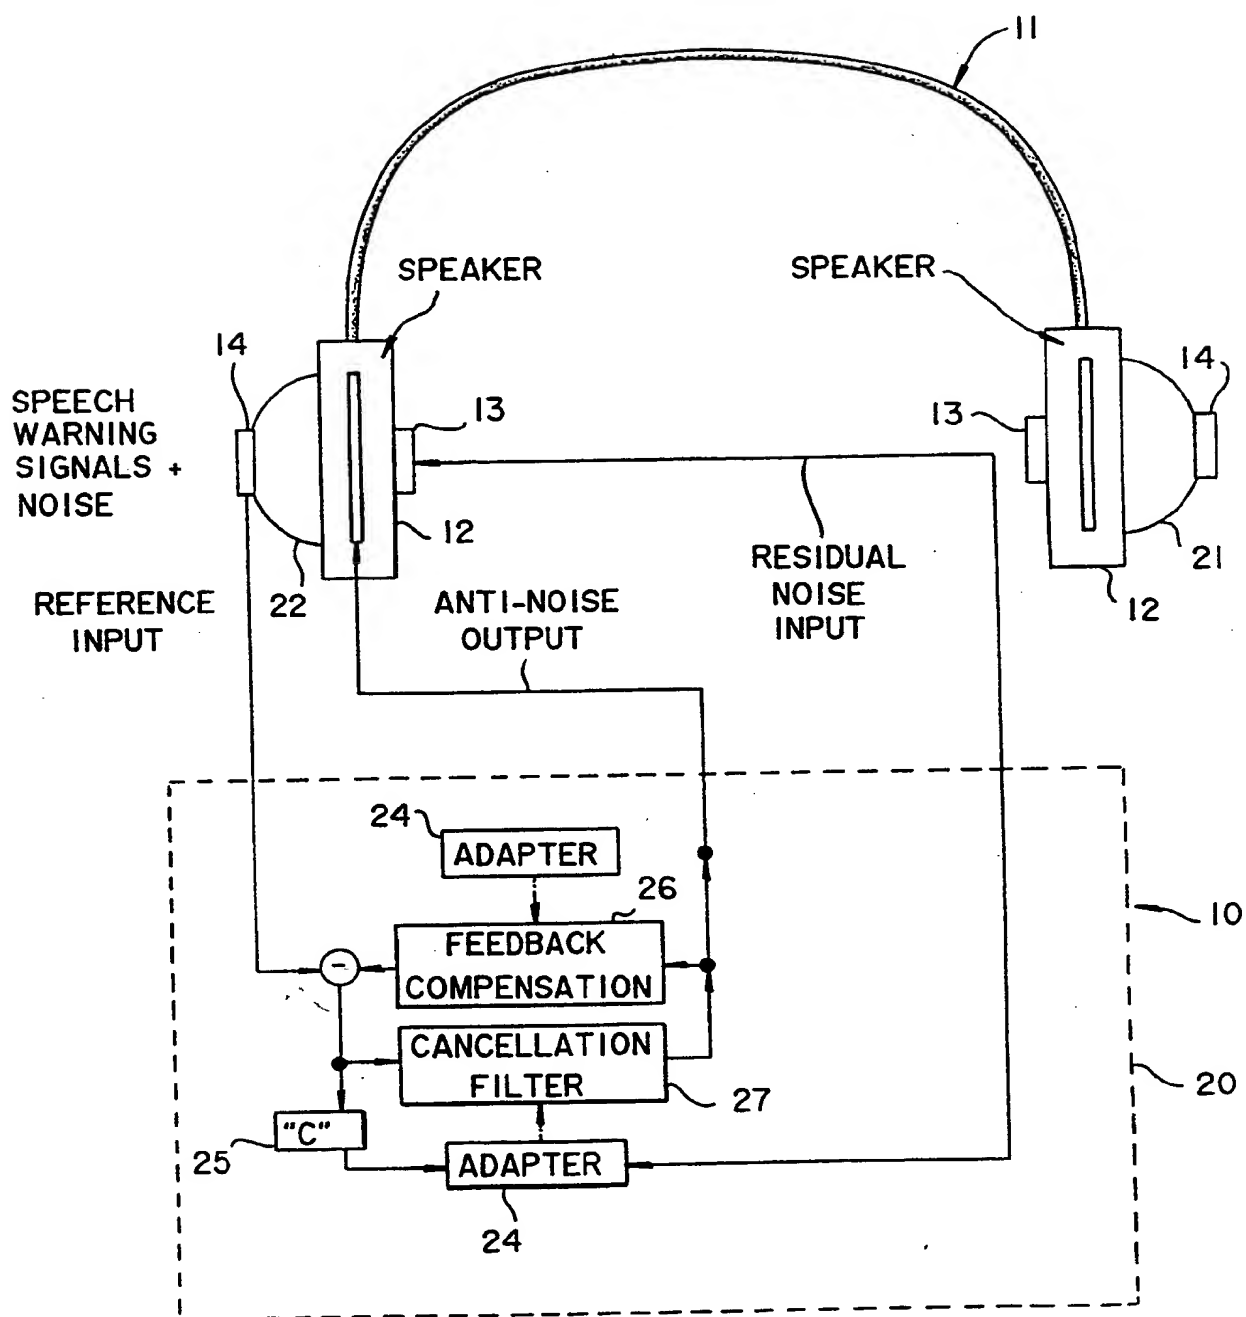 11
SPEAKER
SPEAKER
14
14
SPEECH
WARNING
SIGNALS +
NOISE
13
13
12
22
21
12
REFERENCE
INPUT
ANTI-NOISE
OUTPUT
RESIDUAL
NOISE
INPUT
24
ADAPTER
26
10
FEEDBACK
COMPENSATION
-
CANCELLATION
FILTER
27
20
"C"
25
ADAPTER
24